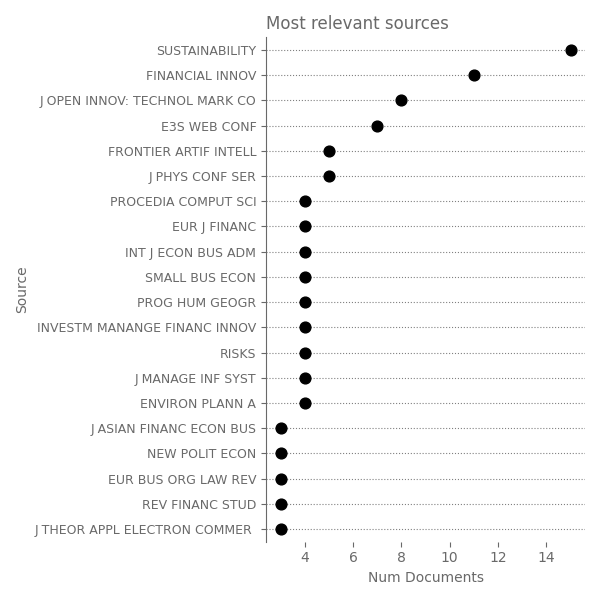 Most relevant sources
SUSTAINABILITY
FINANCIAL INNOV
J OPEN INNOV: TECHNOL MARK CO
E3S WEB CONF
FRONTIER ARTIF INTELL
J PHYS CONF SER
PROCEDIA COMPUT SCI
EUR J FINANC
INT J ECON BUS ADM
SMALL BUS ECON
PROG HUM GEOGR
INVESTM MANANGE FINANC INNOV
RISKS
J MANAGE INF SYST
ENVIRON PLANN A
J ASIAN FINANC ECON BUS
NEW POLIT ECON
EUR BUS ORG LAW REV
REV FINANC STUD
J THEOR APPL ELECTRON COMMER
Source
4 6 8 10 12 14
Num Documents